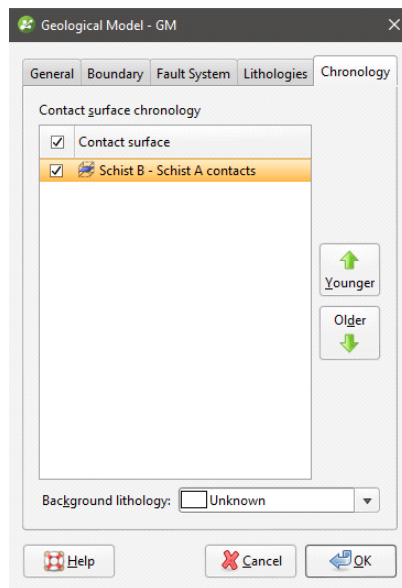 Geological Model - GM
General Boundary Fault System Lithologies Chronology
Contact surface chronology
Contact surface
Schist B - Schist A contacts
Younger
Older
Background lithology: Unknown
Help Cancel OK